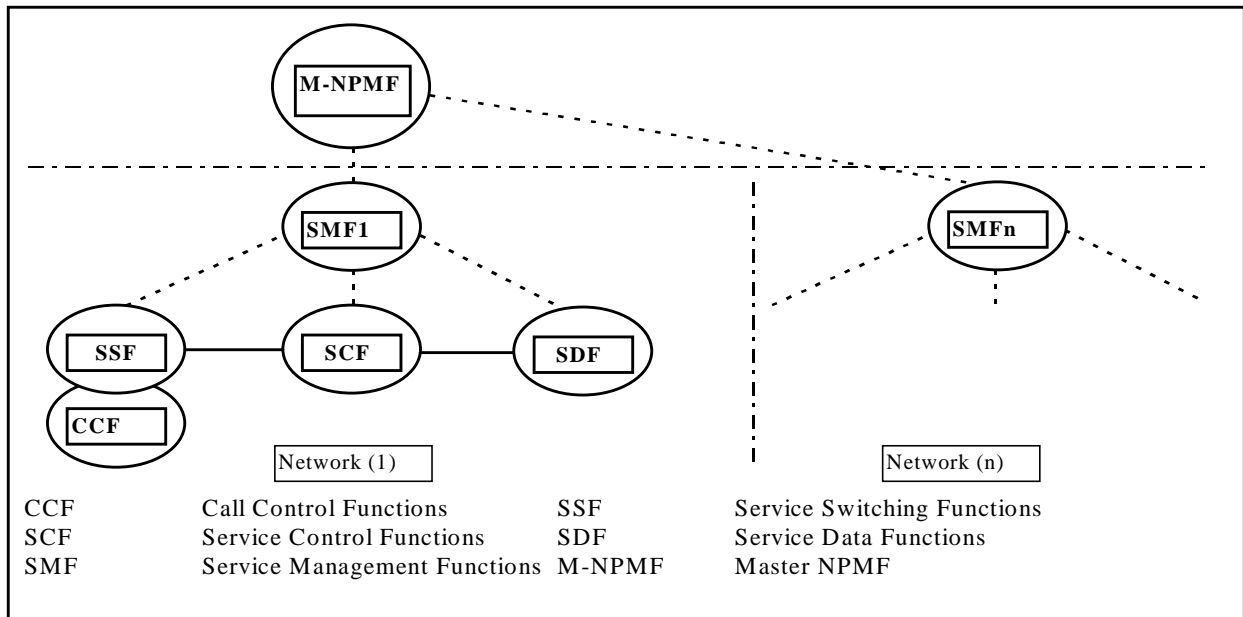 M-NPMF
SMF1
SMFn
SSF
SCF
SDF
CCF
Network (1)
Network (n)
CCF Call Control Functions SSF Service Switching Functions
SCF Service Control Functions SDF Service Data Functions
SMF Service Management Functions M-NPMF Master NPMF